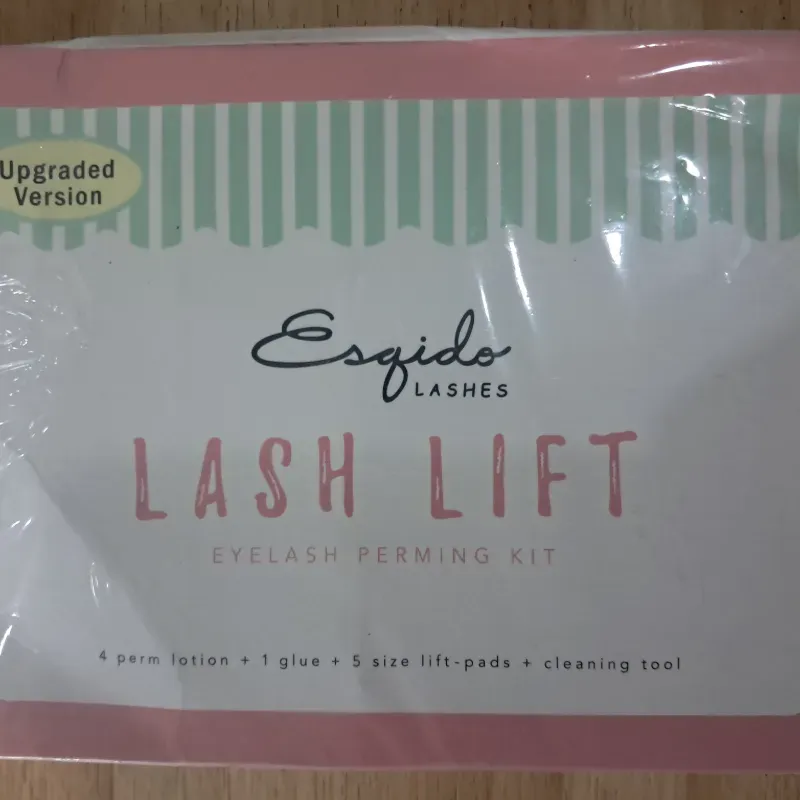 Upgraded
Version
Esqido
LASHES
LASH LIFT
EYELASH PERMING KIT
4 perm lotion + 1 glue + 5 size lift-pads + cleaning tool